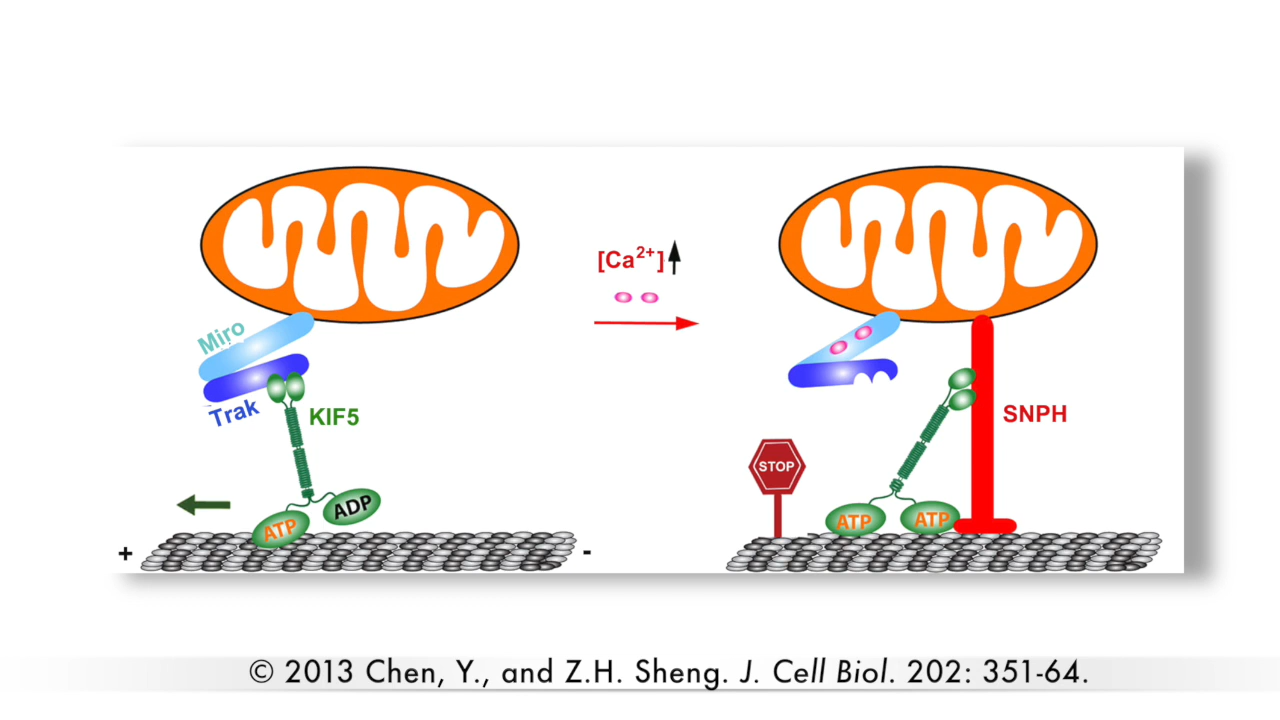 [Ca²⁺]
Miro
Trak
KIF5
ADP
ATP
+
-
STOP
SNPH
ATP
ATP
© 2013 Chen, Y., and Z.H. Sheng. J. Cell Biol. 202: 351-64.